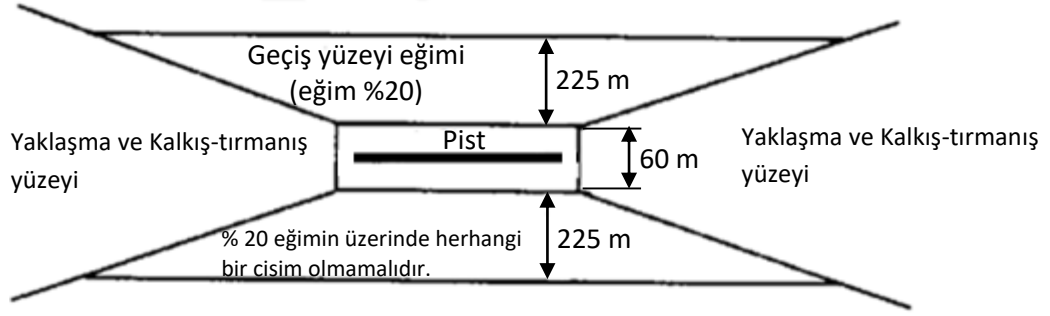 Geçiş yüzeyi eğimi
(eğim %20)
225 m
Yaklaşma ve Kalkış-tırmanış
yüzeyi
Pist
60 m
Yaklaşma ve Kalkış-tırmanış
yüzeyi
% 20 eğimin üzerinde herhangi
bir cisim olmamalıdır.
225 m